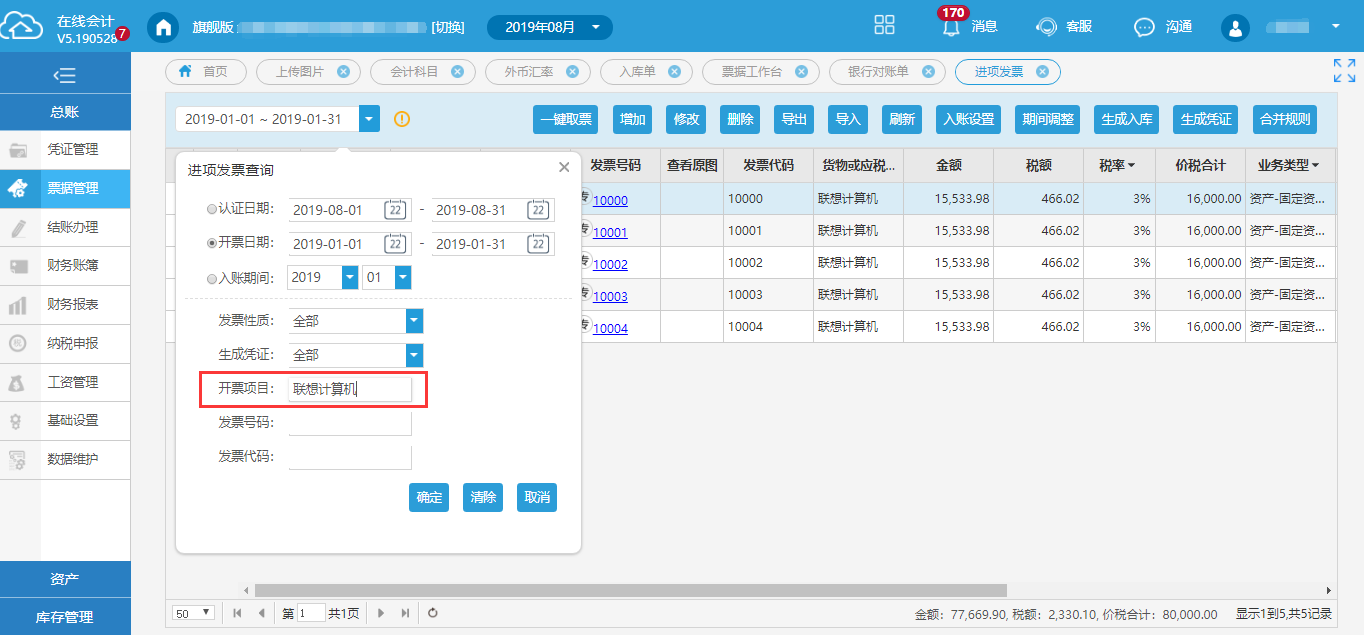 在线会计
V5.190528
7
旗舰版
[切换]
2019年08月
170
消息
客服
沟通
首页
上传图片
会计科目
外币汇率
入库单
票据工作台
银行对账单
进项发票
总账
凭证管理
票据管理
结账办理
财务账簿
财务报表
纳税申报
工资管理
基础设置
数据维护
资产
库存管理
2019-01-01 ~ 2019-01-31
一键取票 增加 修改 删除 导出 导入 刷新 入账设置 期间调整 生成入库 生成凭证 合并规则
进项发票查询
认证日期: 2019-08-01 22 - 2019-08-31 22
开票日期: 2019-01-01 22 - 2019-01-31 22
入账期间: 2019 01
发票性质: 全部
生成凭证: 全部
开票项目: 联想计算机
发票号码:
发票代码:
确定 清除 取消
发票号码 查看原图 发票代码 货物或应税... 金额 税额 税率 价税合计 业务类型
专 10000 10000 联想计算机 15,533.98 466.02 3% 16,000.00 资产-固定资...
专 10001 10001 联想计算机 15,533.98 466.02 3% 16,000.00 资产-固定资...
专 10002 10002 联想计算机 15,533.98 466.02 3% 16,000.00 资产-固定资...
专 10003 10003 联想计算机 15,533.98 466.02 3% 16,000.00 资产-固定资...
专 10004 10004 联想计算机 15,533.98 466.02 3% 16,000.00 资产-固定资...
50 第 1 共1页
金额: 77,669.90, 税额: 2,330.10, 价税合计: 80,000.00 显示1到5,共5记录